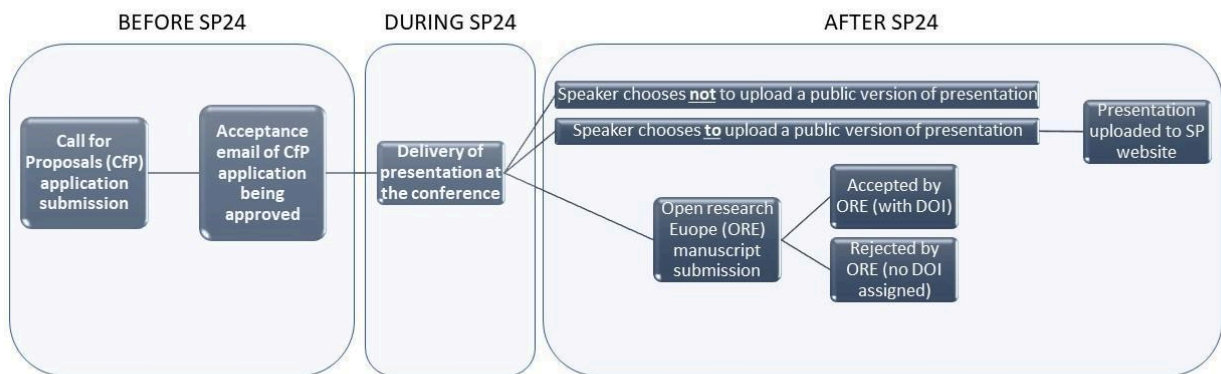 BEFORE SP24
DURING SP24
AFTER SP24
Call for
Proposals (CfP)
application
submission
Acceptance
email of CfP
application
being
approved
Delivery of
presentation at
the conference
Speaker chooses not to upload a public version of presentation
Speaker chooses to upload a public version of presentation
Presentation
uploaded to SP
website
Open research
Euope (ORE)
manuscript
submission
Accepted by
ORE (with DOI)
Rejected by
ORE (no DOI
assigned)